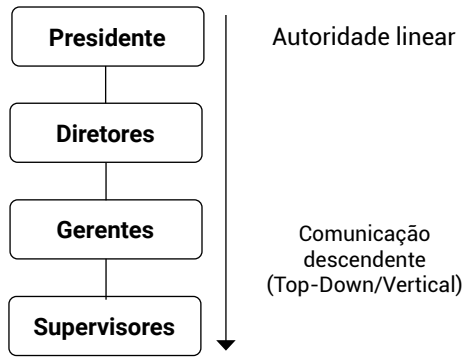 Presidente
Autoridade linear
Diretores
Gerentes
Comunicação
descendente
(Top-Down/Vertical)
Supervisores